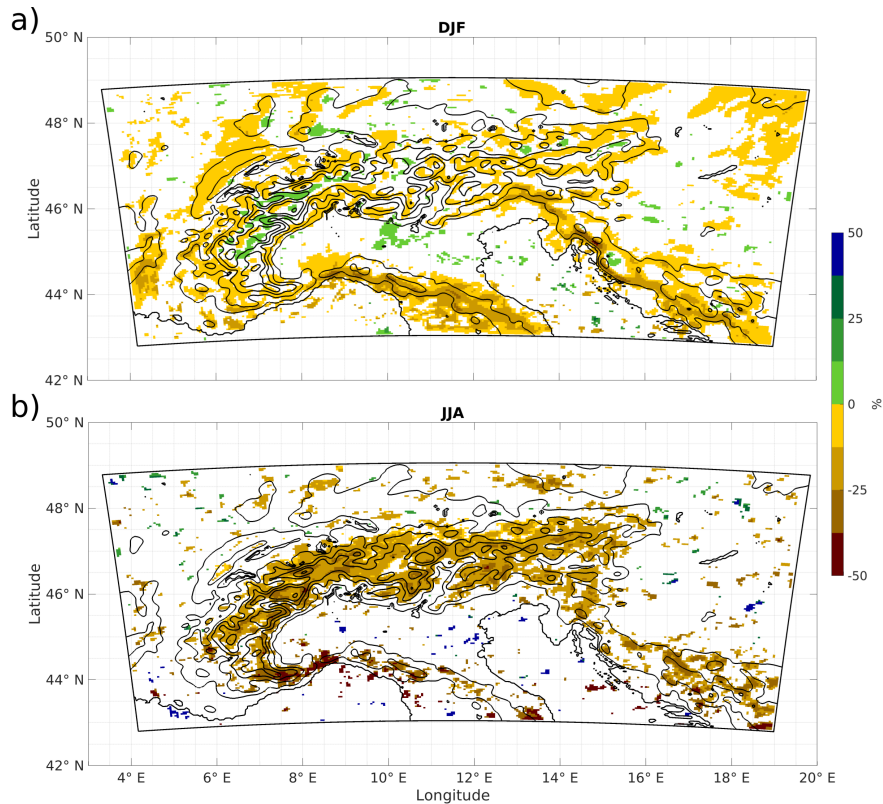 a)
DJF
50° N
48° N
46° N
44° N
42° N
Latitude
b)
JJA
50° N
48° N
46° N
44° N
42° N
Latitude
4° E
6° E
8° E
10° E
12° E
14° E
16° E
18° E
20° E
Longitude
50
25
0
-25
-50
%